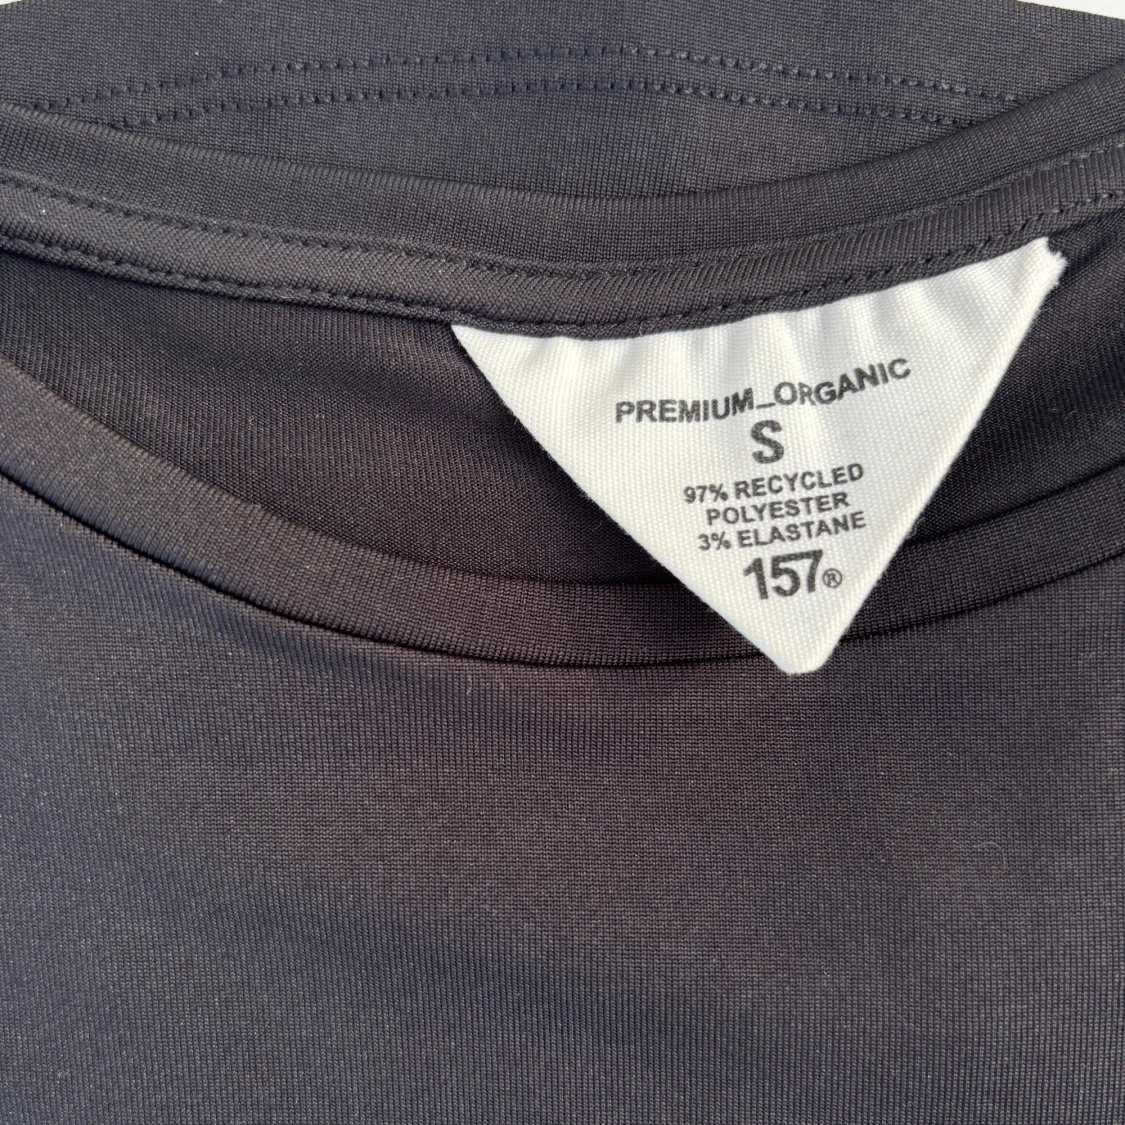 PREMIUM_ORGANIC
S
97% RECYCLED
POLYESTER
3% ELASTANE
157®